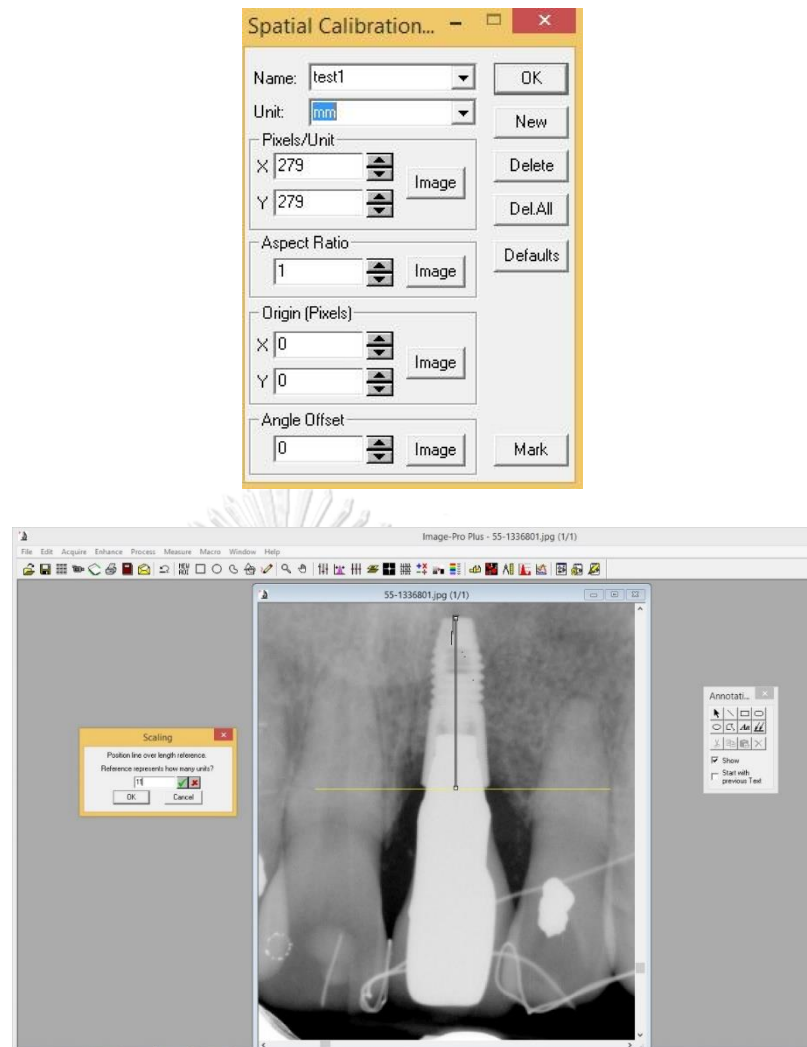 Spatial Calibration...
Name: test1 OK
Unit: mm New
Pixels/Unit
X 279 Image Delete
Y 279 Del.All
Aspect Ratio Defaults
1 Image
Origin (Pixels)
X 0 Image
Y 0
Angle Offset
0 Image Mark
Image-Pro Plus - 55-1336801.jpg (1/1)
File Edit Acquire Enhance Process Measure Macro Window Help
55-1336801.jpg (1/1)
Annotati...
Aa
Show
Start with
previous Text
Scaling
Position line over length reference.
Reference represents how many units?
11
OK Cancel